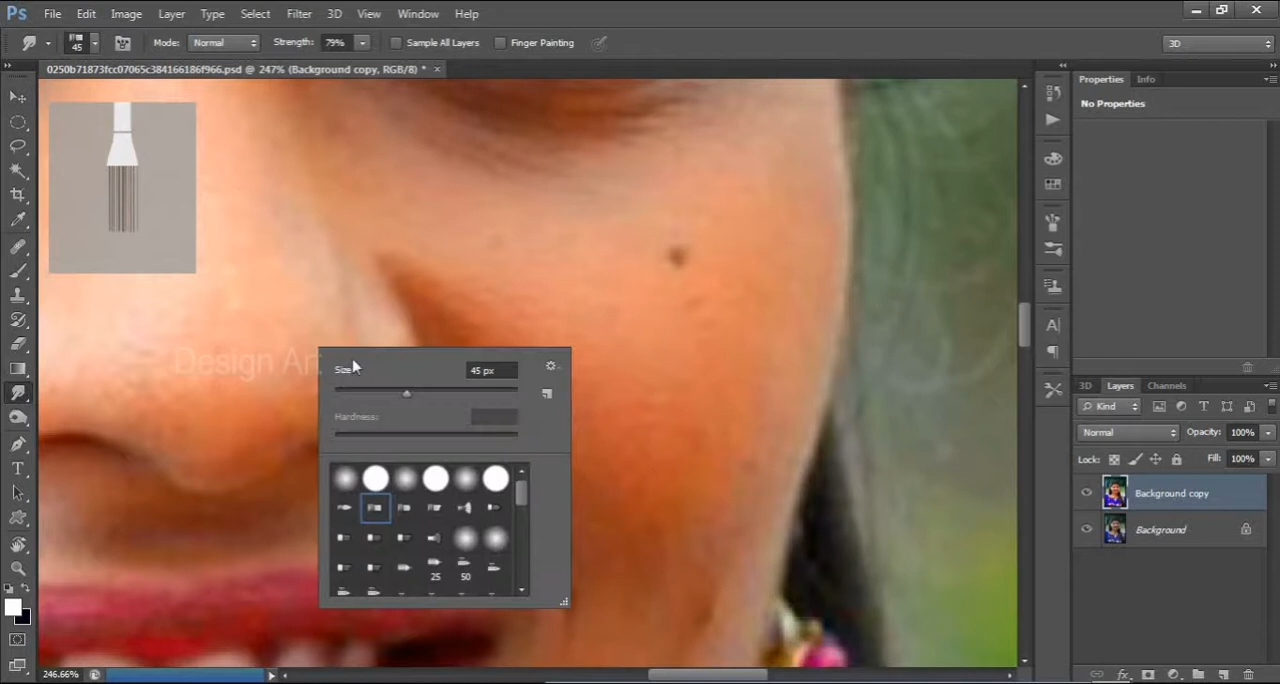 Ps File Edit Image Layer Type Select Filter 3D View Window Help
45 Mode: Normal Strength: 79% Sample All Layers Finger Painting 3D
0250b71873fcc07065c384166186f966.psd @ 247% (Background copy, RGB/8) * ×
Properties Info
No Properties
Design Art
Size:
45 px
Hardness:
25 50
3D Layers Channels
Kind
Normal Opacity: 100%
Lock: Fill: 100%
Background copy
Background
246.66%